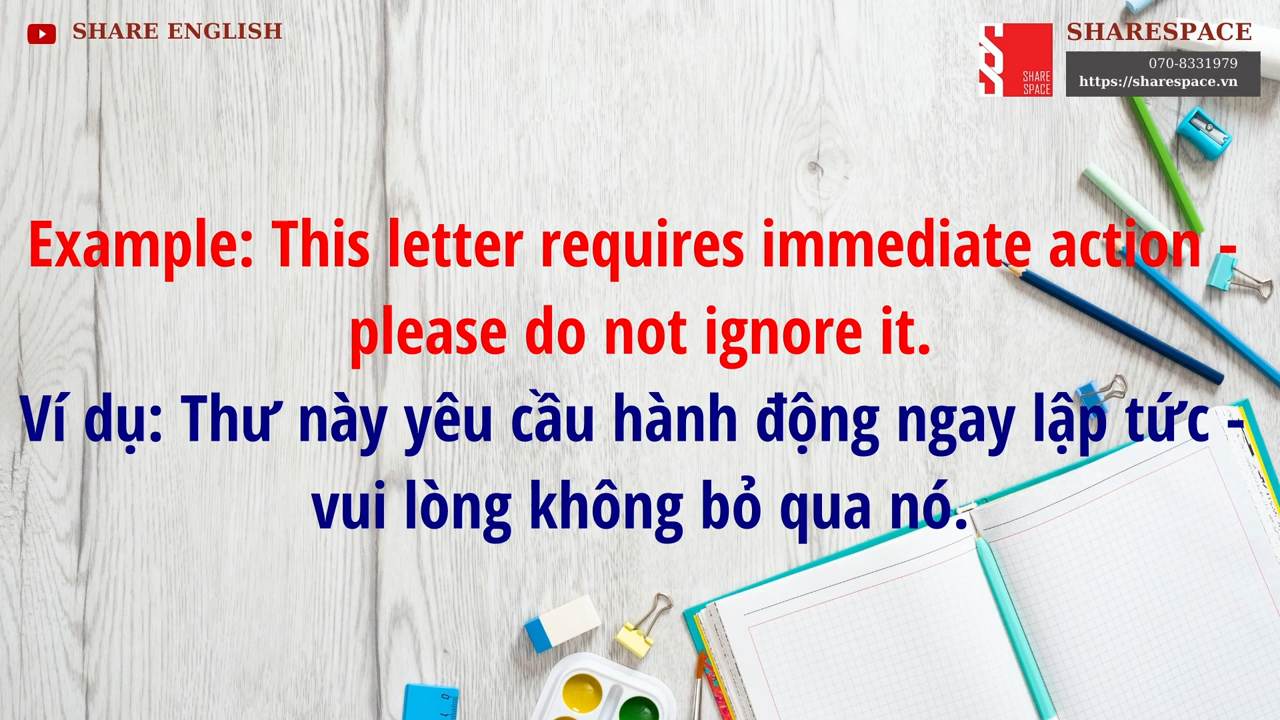 SHARE ENGLISH
SHARESPACE
070-8331979
https://sharespace.vn
SHARE
SPACE
Example: This letter requires immediate action -
please do not ignore it.
Ví dụ: Thư này yêu cầu hành động ngay lập tức -
vui lòng không bỏ qua nó.